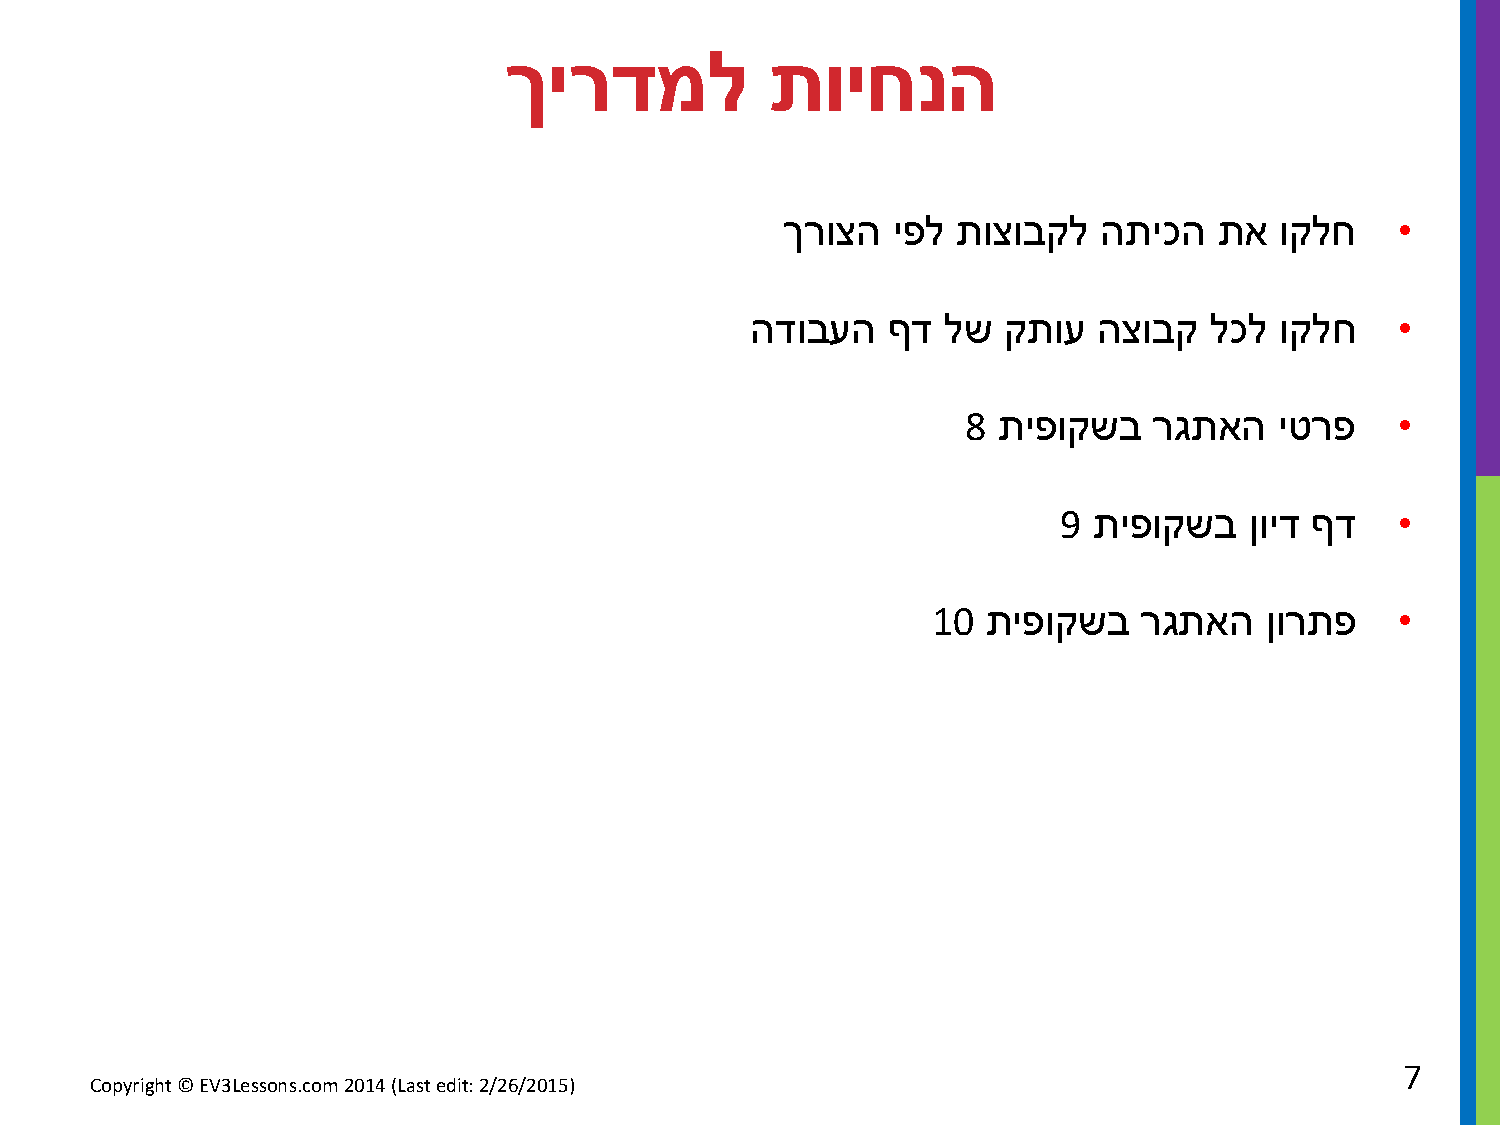 הנחיות למדריך
• חלקו את הכיתה לקבוצות לפי הצורך
• חלקו לכל קבוצה עותק של דף העבודה
• פרטי האתגר בשקופית 8
• דף דיון בשקופית 9
• פתרון האתגר בשקופית 10
Copyright © EV3Lessons.com 2014 (Last edit: 2/26/2015)
7